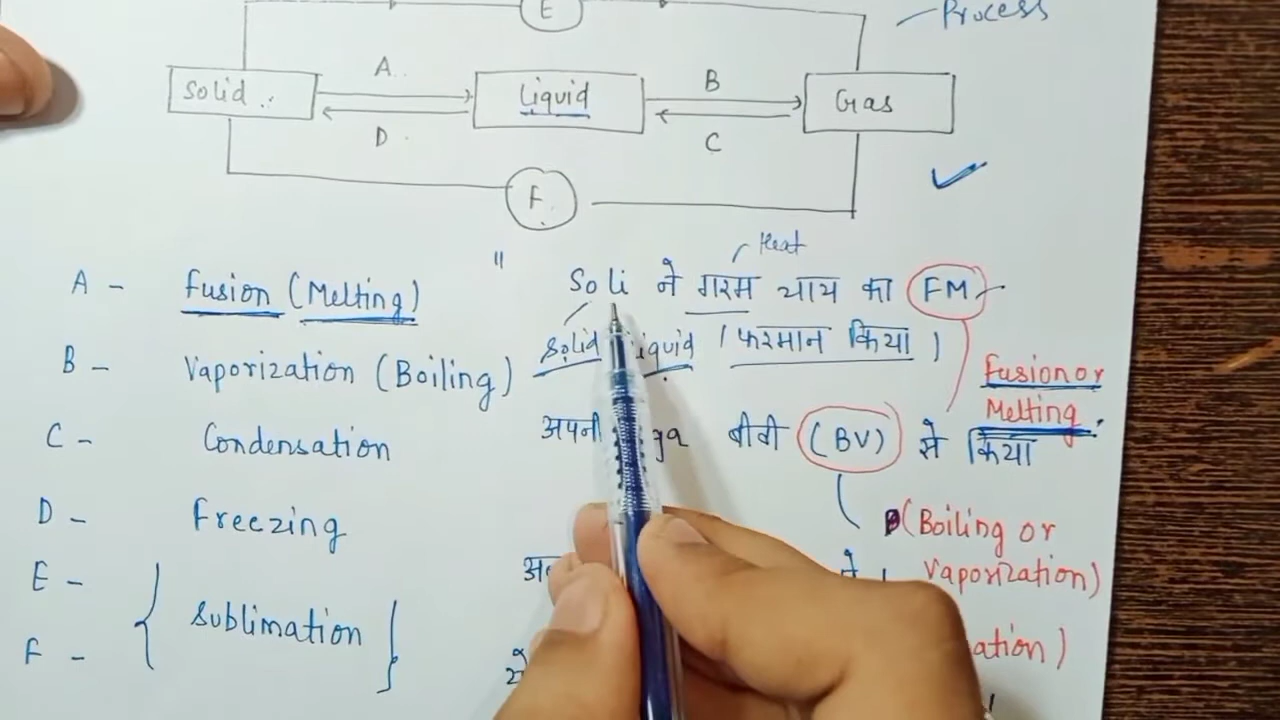 E
Process
Solid
A
Liquid
B
Gas
D
C
F
Heat
A - Fusion (Melting)
" Soli ने गरम चाय का FM
B - Vaporization (Boiling)
Solid (फरमान किया)
Fusion or
Melting.
C - Condensation
अपनी बीवी (BV) से किया
D - Freezing
(Boiling or
Vaporization)
E -
Sublimation
F -